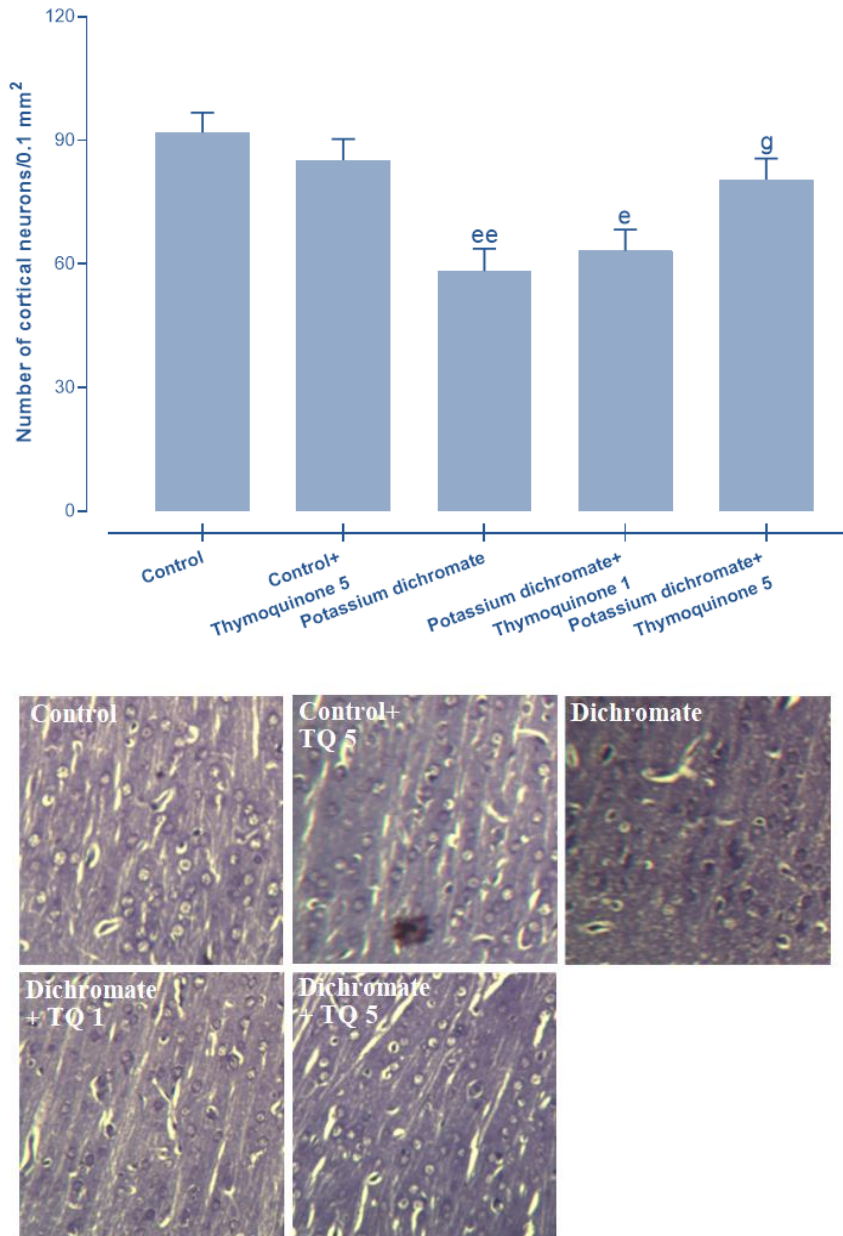 120
90
60
30
0
Number of cortical neurons/0.1 mm²
ee
e
g
Control
Control+
Thymoquinone 5
Potassium dichromate
Potassium dichromate+
Thymoquinone 1
Potassium dichromate+
Thymoquinone 5
Control
Control+
TQ 5
Dichromate
Dichromate
+ TQ 1
Dichromate
+ TQ 5